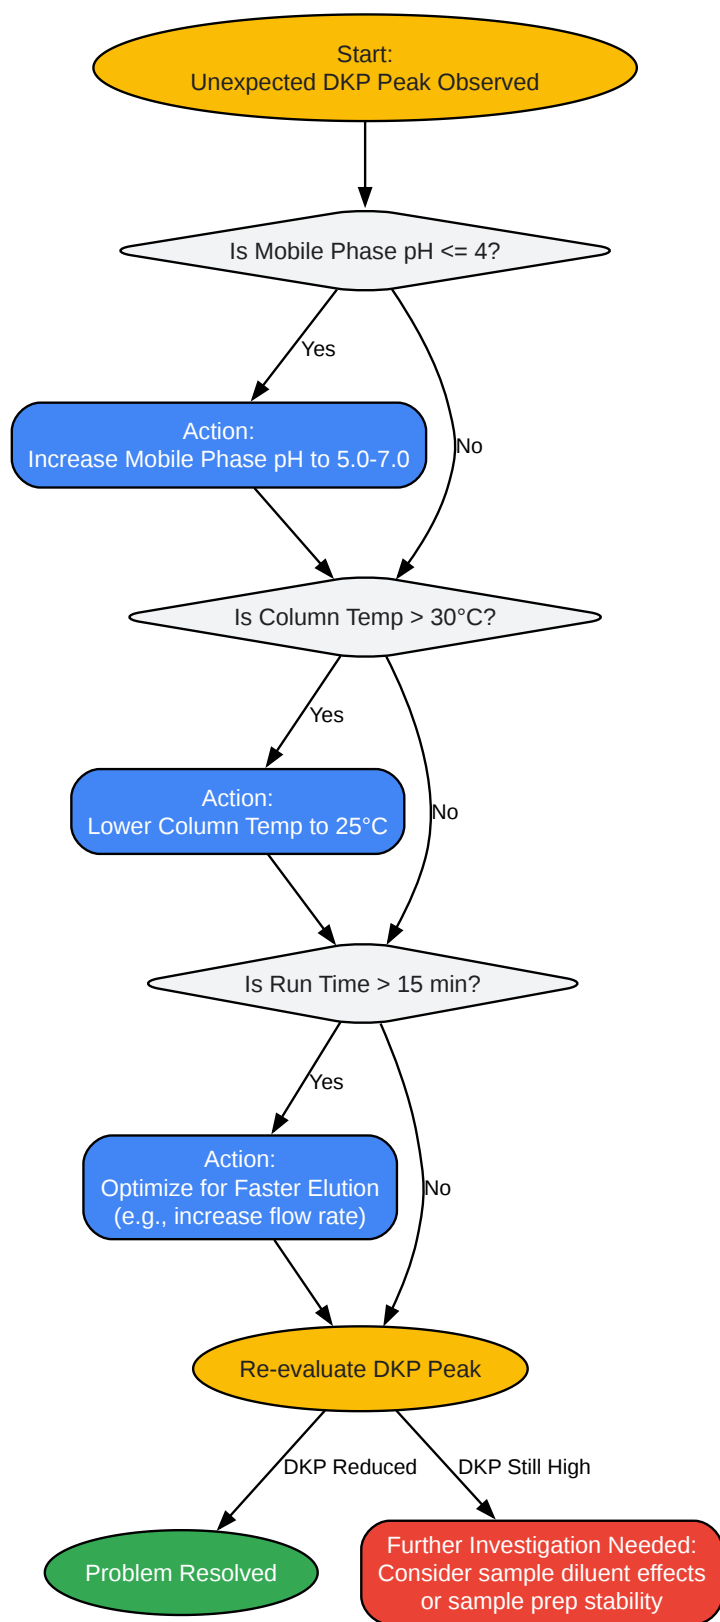 Start:
Unexpected DKP Peak Observed
Is Mobile Phase pH <= 4?
Yes
Action:
Increase Mobile Phase pH to 5.0-7.0
No
Is Column Temp > 30°C?
Yes
Action:
Lower Column Temp to 25°C
No
Is Run Time > 15 min?
Yes
Action:
Optimize for Faster Elution
(e.g., increase flow rate)
No
Re-evaluate DKP Peak
DKP Reduced
DKP Still High
Problem Resolved
Further Investigation Needed:
Consider sample diluent effects
or sample prep stability